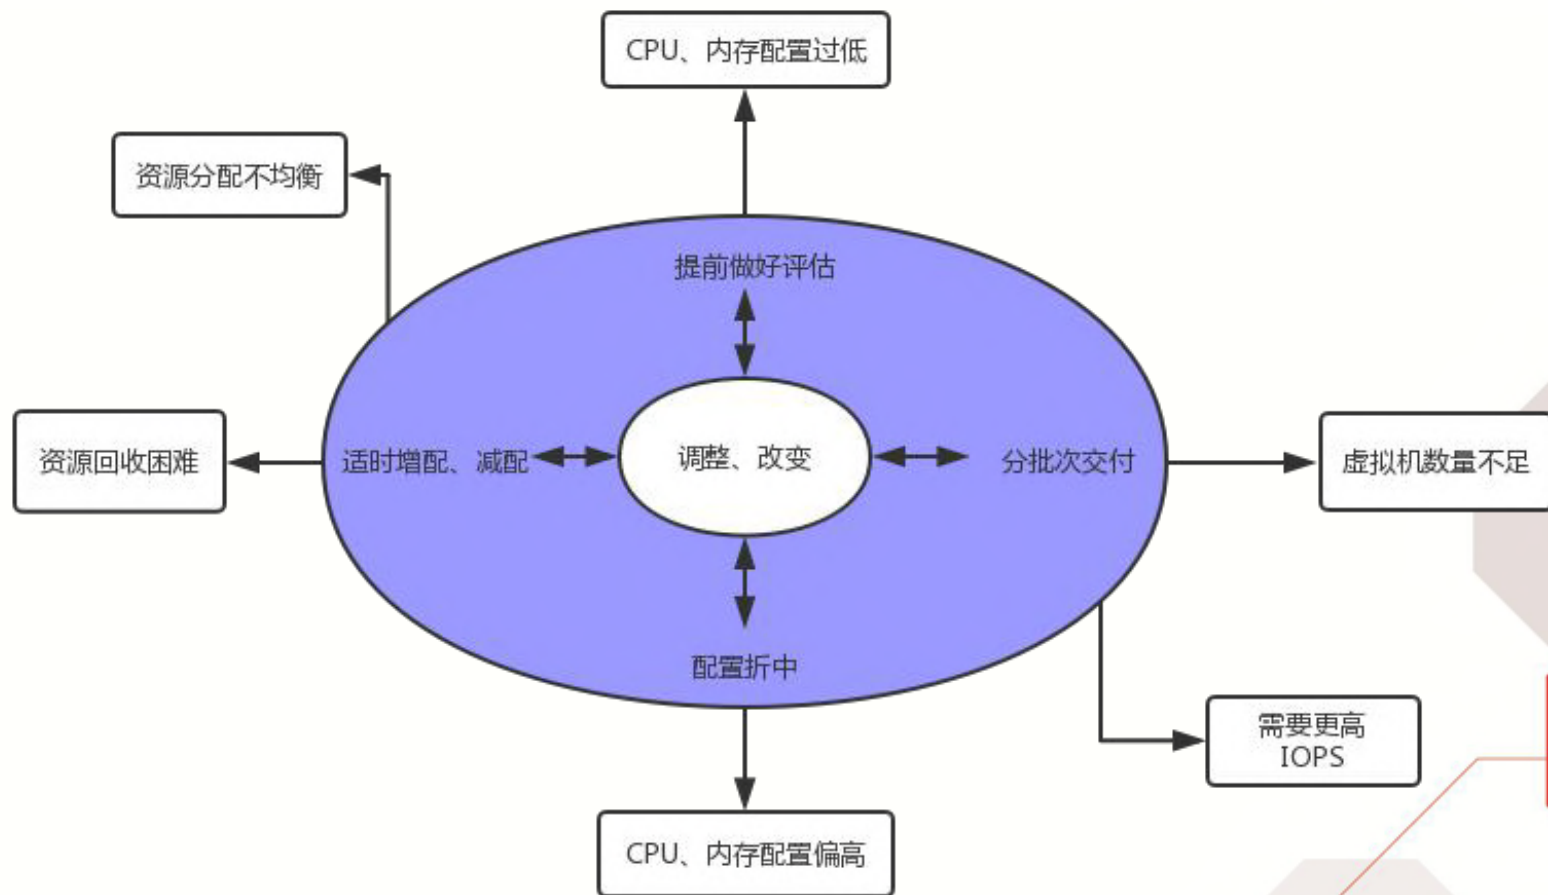 CPU、内存配置过低
资源分配不均衡
提前做好评估
资源回收困难
适时增配、减配
调整、改变
分批次交付
虚拟机数量不足
配置折中
需要更高
IOPS
CPU、内存配置偏高